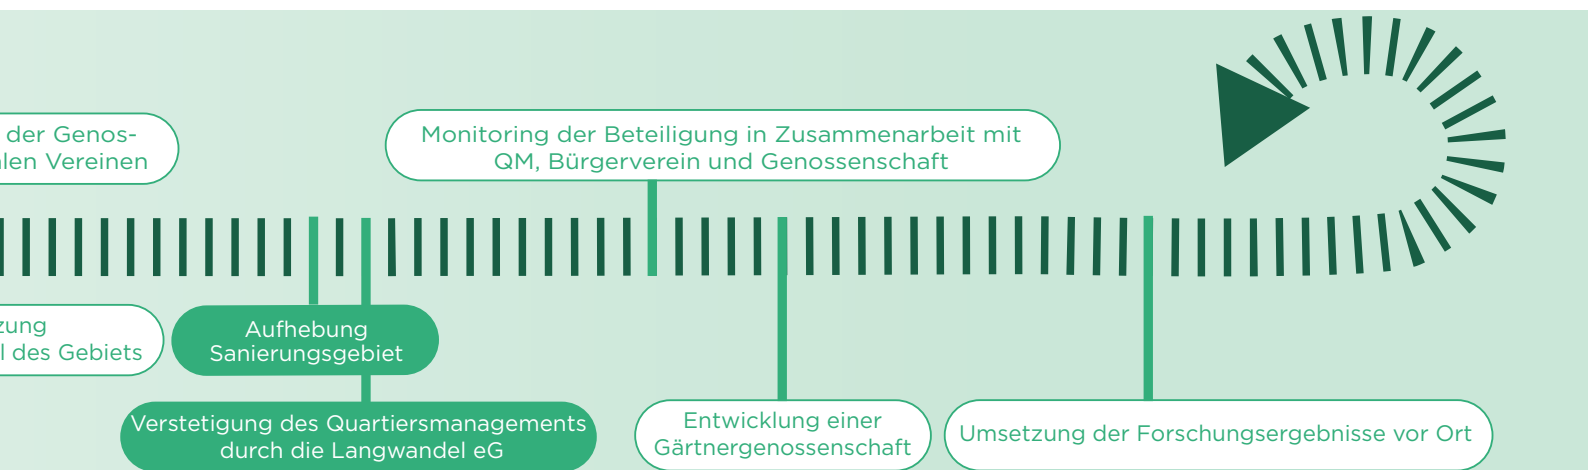 der Genos-
alen Vereinen
Monitoring der Beteiligung in Zusammenarbeit mit
QM, Bürgerverein und Genossenschaft
zung
l des Gebiets
Aufhebung
Sanierungsgebiet
Verstetigung des Quartiersmanagements
durch die Langwandel eG
Entwicklung einer
Gärtnergenossenschaft
Umsetzung der Forschungsergebnisse vor Ort